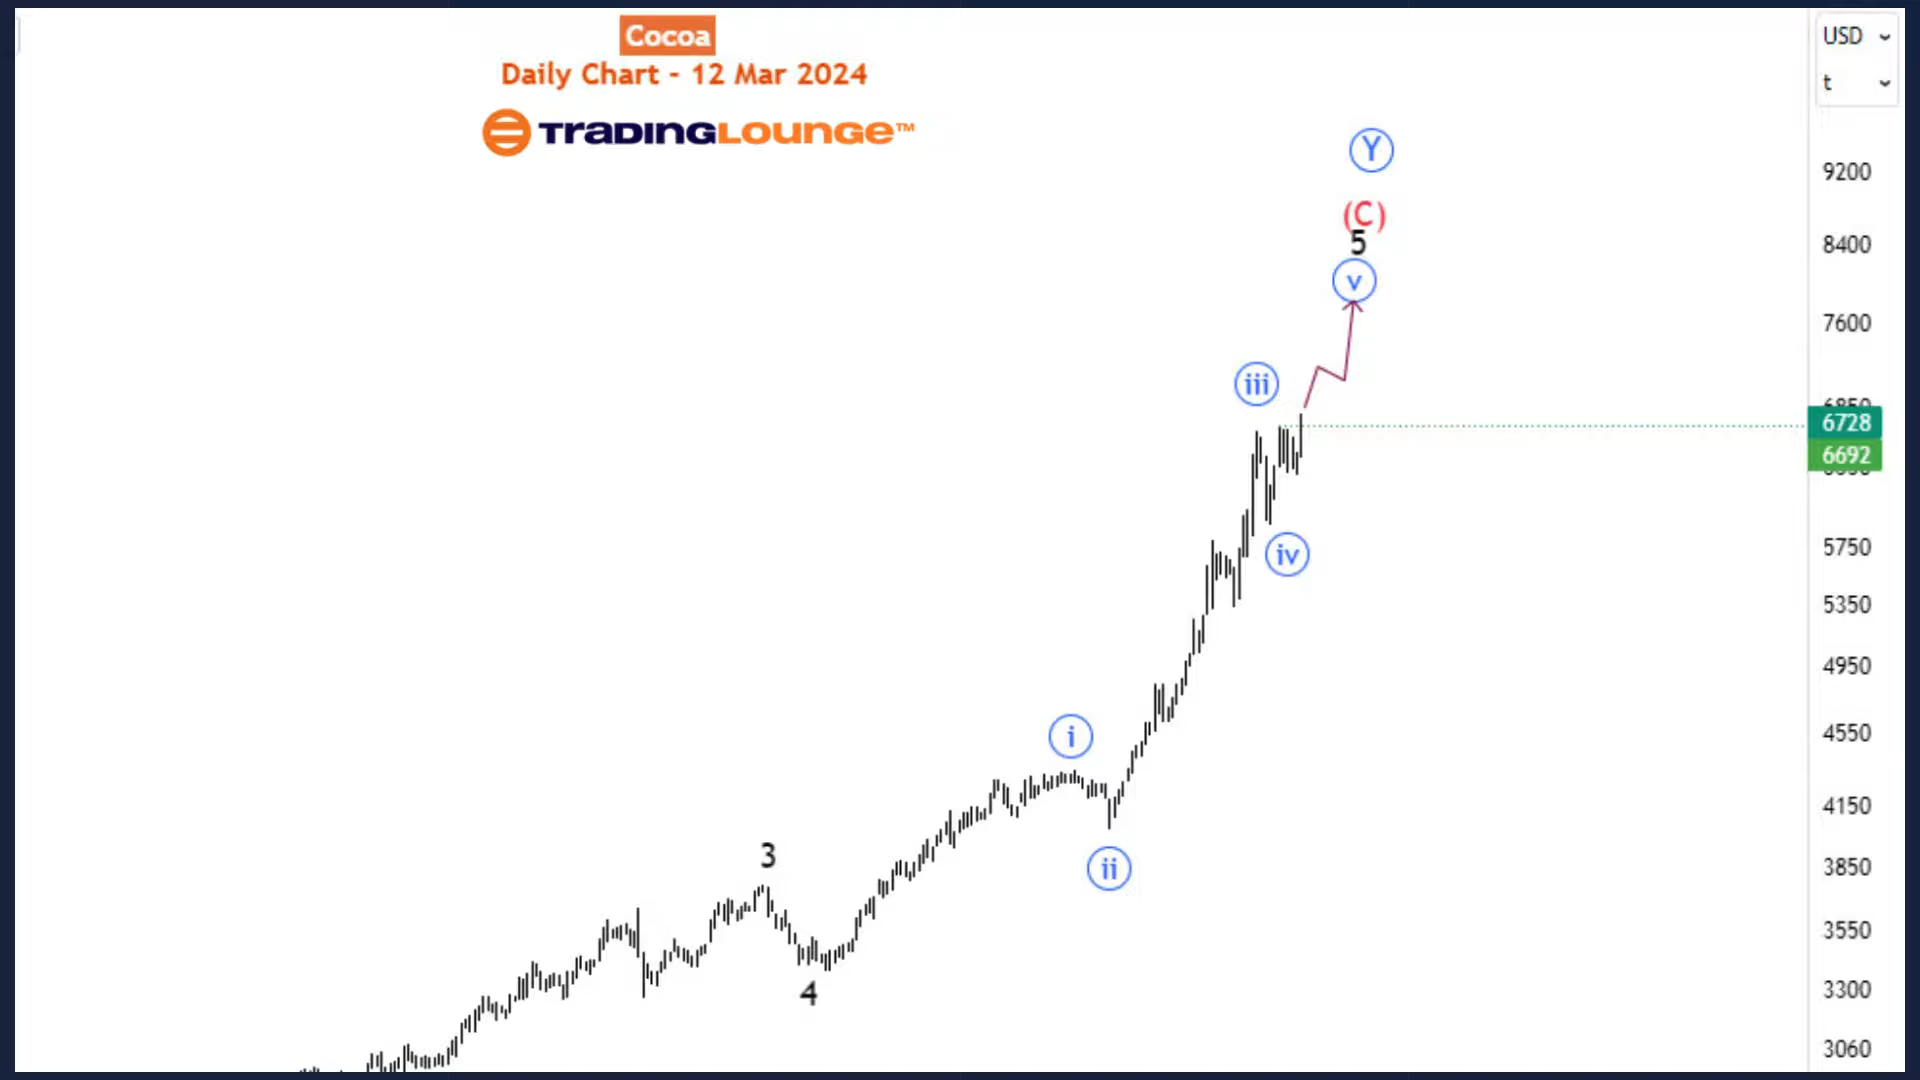 Cocoa
Daily Chart - 12 Mar 2024
TRADINGLOUNGE™
USD
t
Y
(C)
5
v
iii
iv
i
ii
3
4
9200
8400
7600
6728
6692
5750
5350
4950
4550
4150
3850
3550
3300
3060